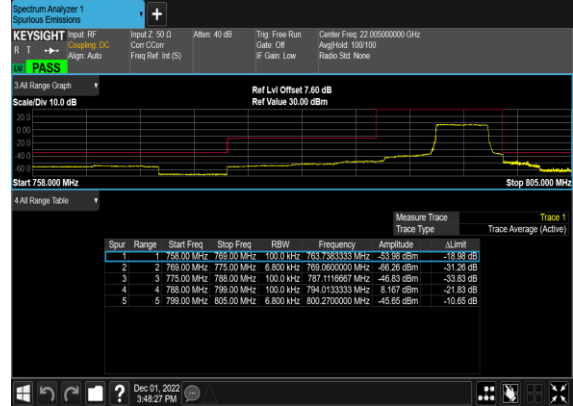 Spectrum Analyzer 1
Spurious Emissions
KEYSIGHT Input: RF Input Z: 50 Ω Atten: 40 dB Trig: Free Run Center Freq: 22.005000000 GHz
R T Coupling: DC Corr CCorr Gate: Off Avg|Hold: 100/100
Align: Auto Freq Ref: Int (S) IF Gain: Low Radio Std: None
PASS
3.All Range Graph Ref Lvl Offset 7.60 dB
Scale/Div 10.0 dB Ref Value 30.00 dBm
20.0
0.00
-20.0
-40.0
-60.0
Start 758.000 MHz Stop 805.000 MHz
4.All Range Table
Measure Trace Trace 1
Trace Type Trace Average (Active)
Spur Range Start Freq Stop Freq RBW Frequency Amplitude ΔLimit
1 1 758.00 MHz 769.00 MHz 100.0 kHz 763.7383333 MHz -53.98 dBm -18.98 dB
2 2 769.00 MHz 775.00 MHz 6.800 kHz 769.0600000 MHz -66.26 dBm -31.26 dB
3 3 775.00 MHz 788.00 MHz 100.0 kHz 787.1116667 MHz -46.83 dBm -33.83 dB
4 4 788.00 MHz 799.00 MHz 100.0 kHz 794.0133333 MHz 8.167 dBm -21.83 dB
5 5 799.00 MHz 805.00 MHz 6.800 kHz 800.2700000 MHz -45.65 dBm -10.65 dB
Dec 01, 2022
3:48:27 PM